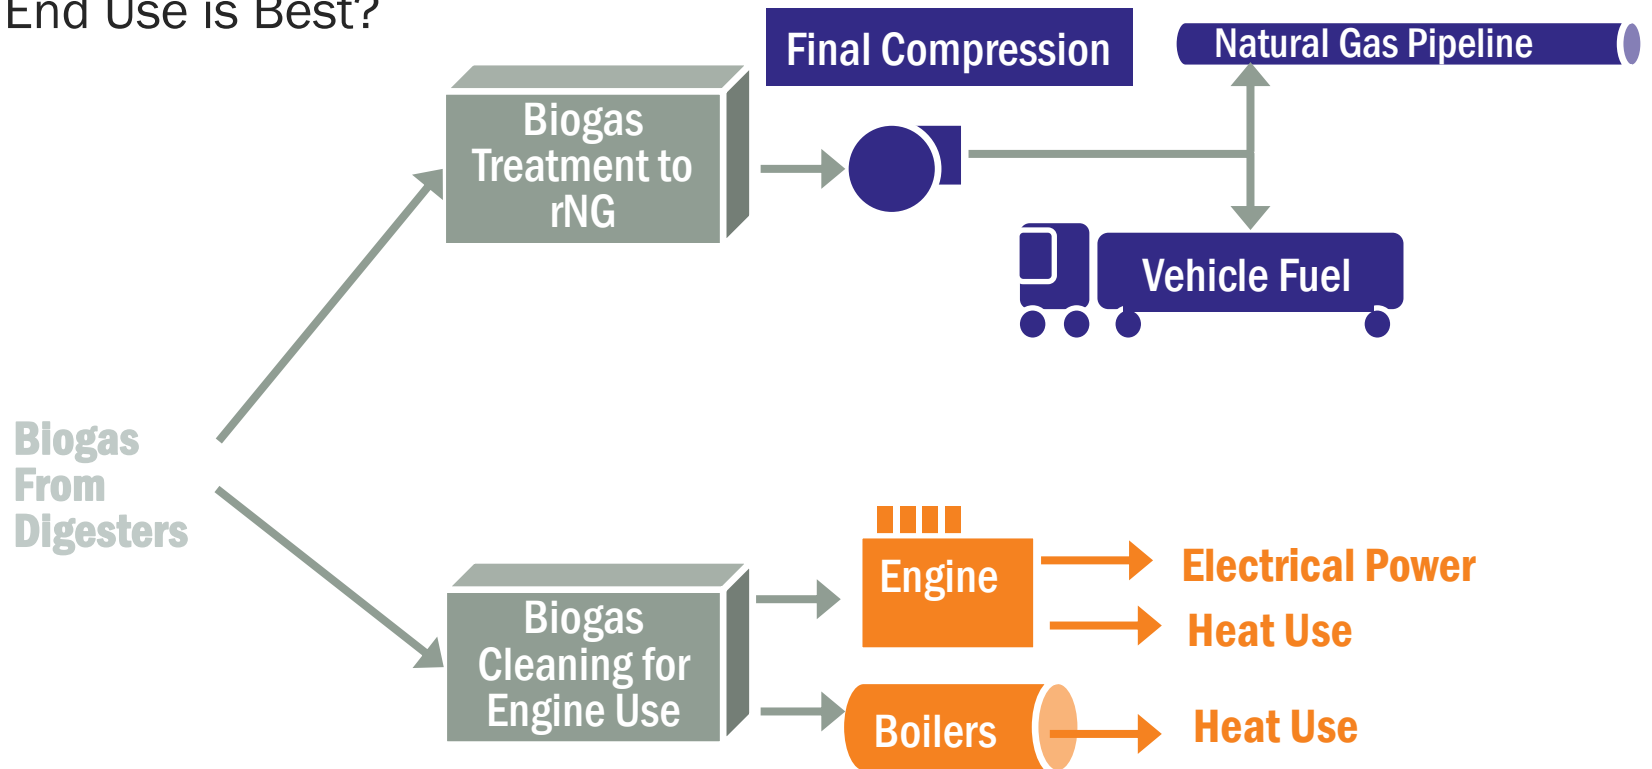 End Use is Best?
Final Compression
Natural Gas Pipeline
Biogas
Treatment to
rNG
Vehicle Fuel
Biogas
From
Digesters
Engine
Electrical Power
Heat Use
Biogas
Cleaning for
Engine Use
Boilers
Heat Use